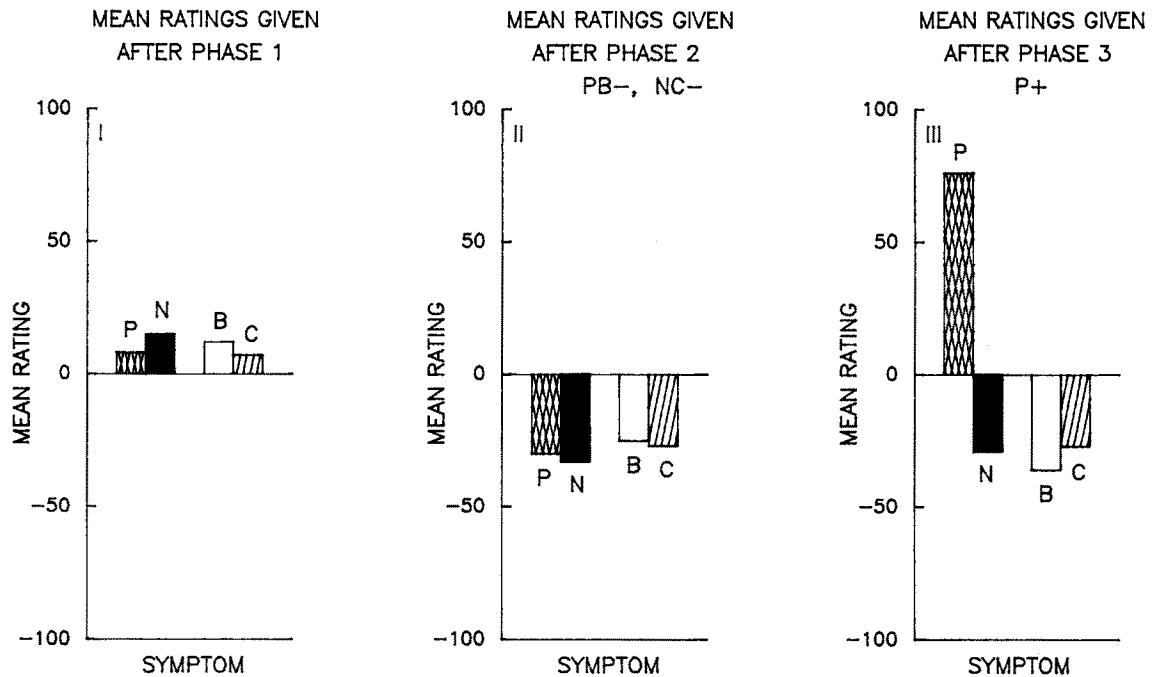 MEAN RATINGS GIVEN
AFTER PHASE 1
100
I
50
MEAN RATING
P
N
B
C
0
−50
−100
SYMPTOM
MEAN RATINGS GIVEN
AFTER PHASE 2
PB−, NC−
100
II
50
MEAN RATING
0
P
N
B
C
−50
−100
SYMPTOM
MEAN RATINGS GIVEN
AFTER PHASE 3
P+
100
III
P
50
MEAN RATING
0
N
B
C
−50
−100
SYMPTOM